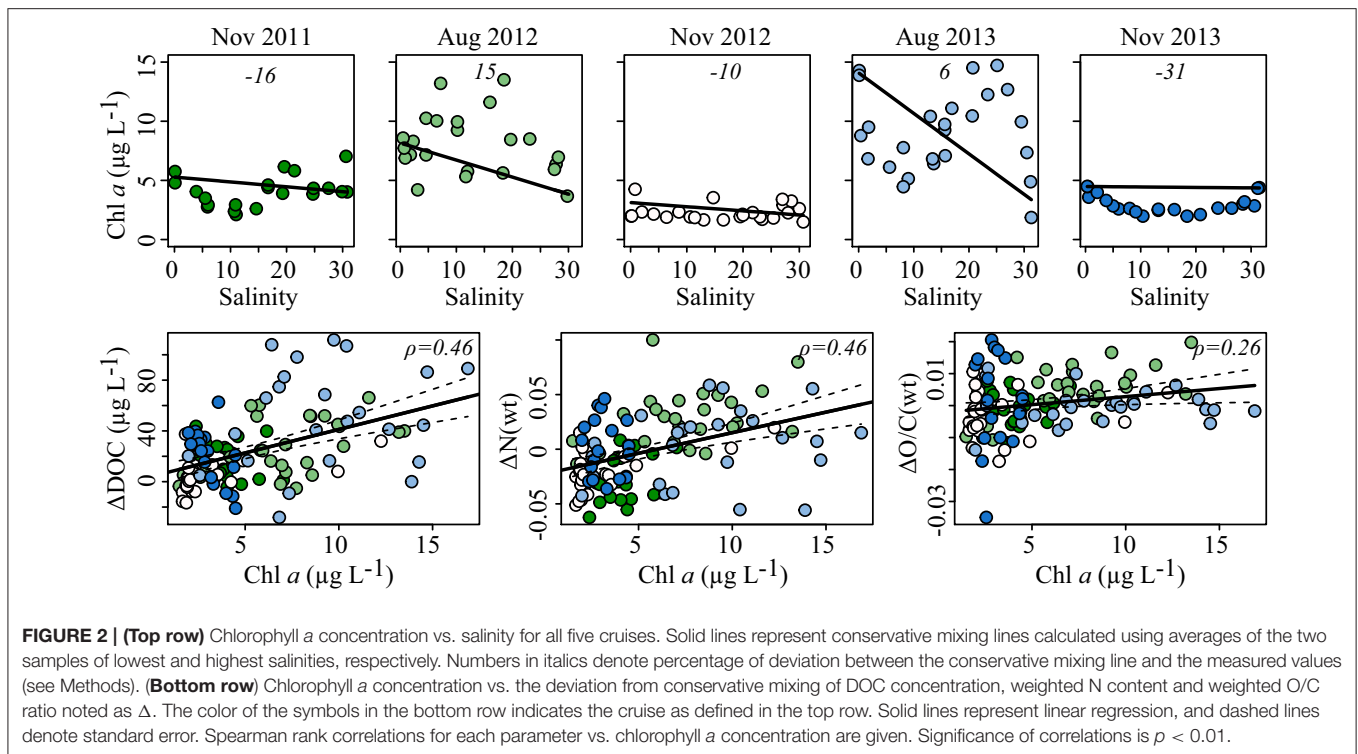 Nov 2011 Aug 2012 Nov 2012 Aug 2013 Nov 2013
-16 15 -10 6 -31
Chl a (µg L⁻¹)
15
10
5
0
0 10 20 30 0 10 20 30 0 10 20 30 0 10 20 30 0 10 20 30
Salinity Salinity Salinity Salinity Salinity
ΔDOC (µg L⁻¹)
80
40
0
ρ=0.46
5 10 15
Chl a (µg L⁻¹)
ΔN(wt)
0.05
0
-0.05
ρ=0.46
5 10 15
Chl a (µg L⁻¹)
ΔO/C(wt)
0.01
-0.03
ρ=0.26
5 10 15
Chl a (µg L⁻¹)
FIGURE 2 | (Top row) Chlorophyll a concentration vs. salinity for all five cruises. Solid lines represent conservative mixing lines calculated using averages of the two
samples of lowest and highest salinities, respectively. Numbers in italics denote percentage of deviation between the conservative mixing line and the measured values
(see Methods). (Bottom row) Chlorophyll a concentration vs. the deviation from conservative mixing of DOC concentration, weighted N content and weighted O/C
ratio noted as Δ. The color of the symbols in the bottom row indicates the cruise as defined in the top row. Solid lines represent linear regression, and dashed lines
denote standard error. Spearman rank correlations for each parameter vs. chlorophyll a concentration are given. Significance of correlations is p < 0.01.